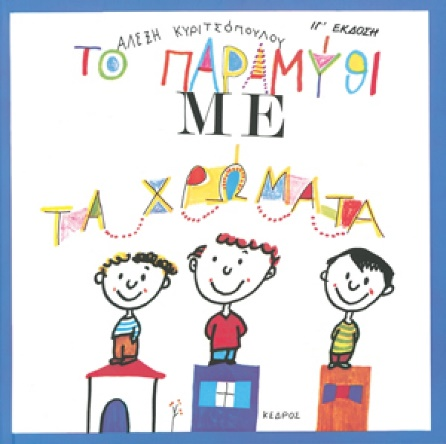 ΑΛΕΞΗ ΚΥΡΙΤΣΟΠΟΥΛΟΥ
ΙΓ' ΕΚΔΟΣΗ
ΤΟ ΠΑΡΑΜΥΘΙ
ΜΕ
ΤΑ ΧΡΩΜΑΤΑ
ΚΕΔΡΟΣ